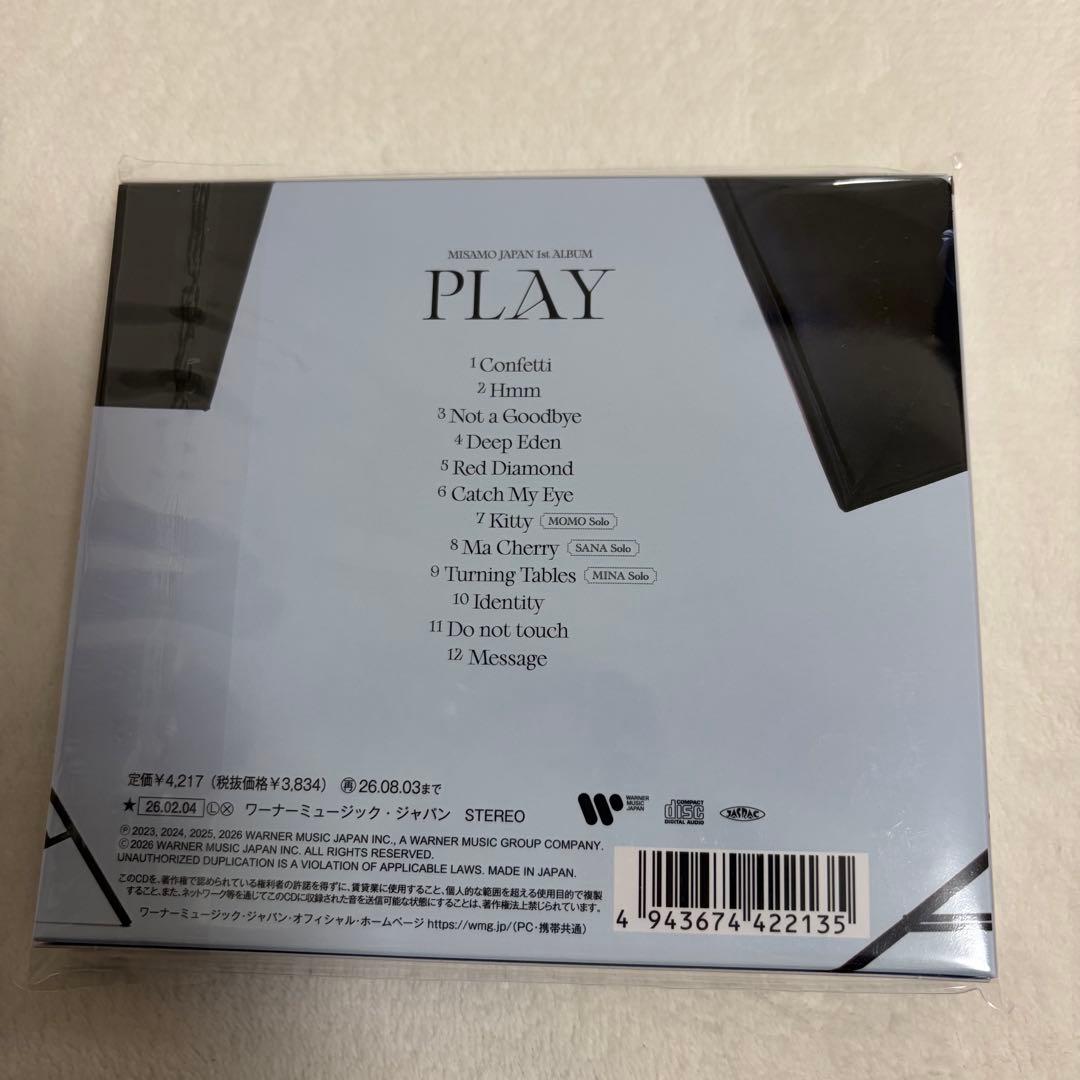 MISAMO JAPAN 1st ALBUM
PLAY
1 Confetti
2 Hmm
3 Not a Goodbye
4 Deep Eden
5 Red Diamond
6 Catch My Eye
7 Kitty MOMO Solo
8 Ma Cherry SANA Solo
9 Turning Tables MINA Solo
10 Identity
11 Do not touch
12 Message
定価￥4,217（税抜価格￥3,834） 再 26.08.03まで
★ 26.02.04 Ⓛ Ⓧ ワーナーミュージック・ジャパン STEREO
WARNER MUSIC JAPAN
COMPACT disc DIGITAL AUDIO
JASRAC
Ⓟ 2023, 2024, 2025, 2026 WARNER MUSIC JAPAN INC., A WARNER MUSIC GROUP COMPANY.
© 2026 WARNER MUSIC JAPAN INC. ALL RIGHTS RESERVED.
UNAUTHORIZED DUPLICATION IS A VIOLATION OF APPLICABLE LAWS. MADE IN JAPAN.
このCDを、著作権で認められている権利者の許諾を得ずに、賃貸業に使用すること、個人的な範囲を超える使用目的で複製
すること、また、ネットワーク等を通じてこのCDに収録された音を送信可能な状態にすることは、著作権法上禁じられています。
ワーナーミュージック・ジャパン・オフィシャル・ホームページ https://wmg.jp/（PC・携帯共通）
4 943674 422135